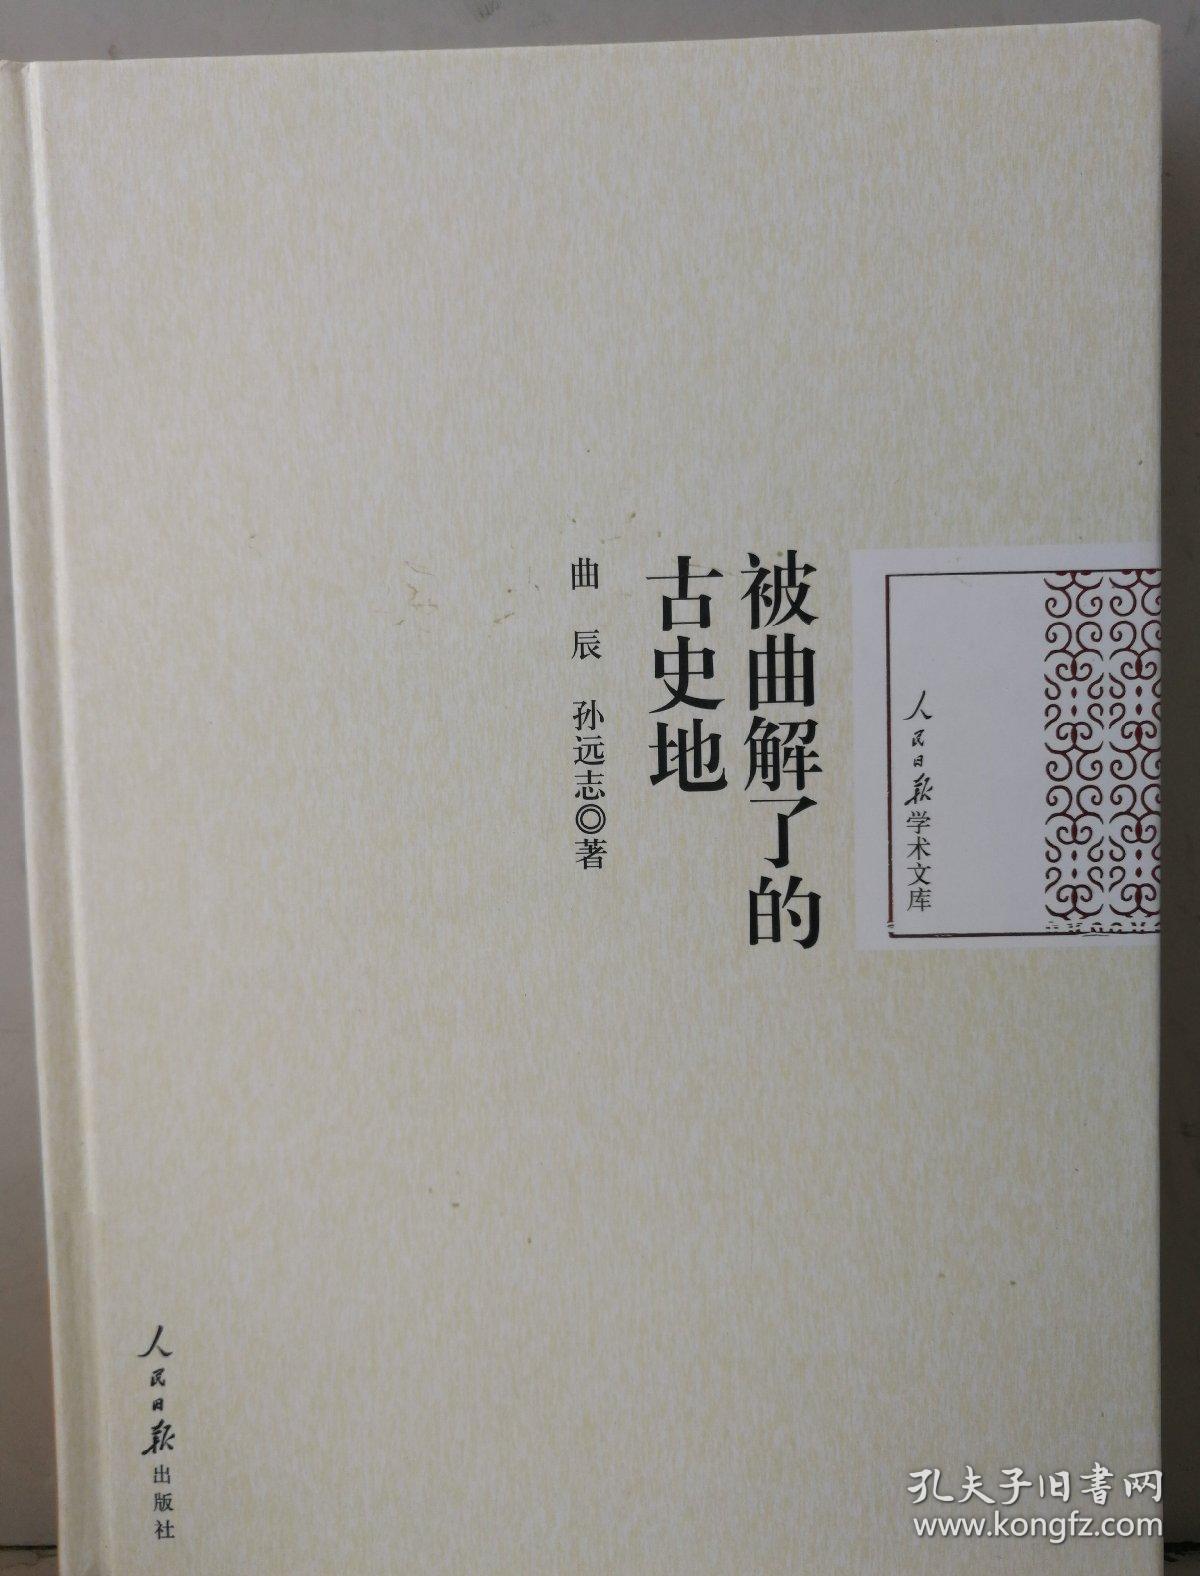 人民日报学术文库
被曲解了的
古史地
曲 辰 孙远志◎著
人民日报出版社
孔夫子旧书网
www.kongfz.com